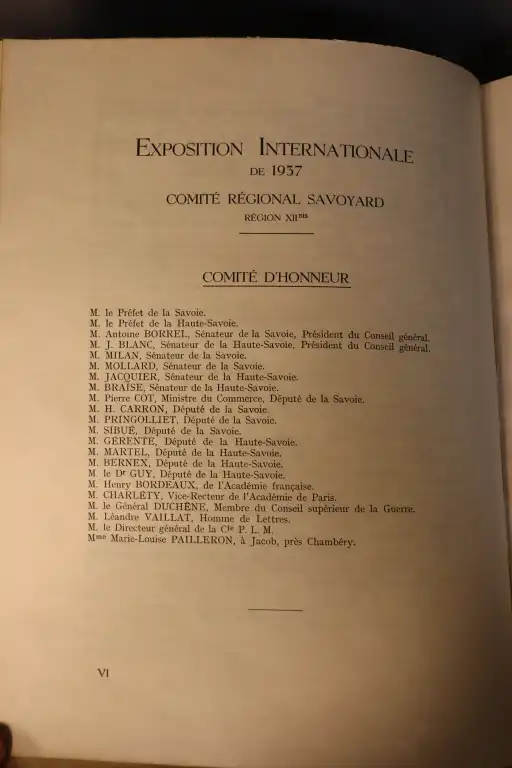 EXPOSITION INTERNATIONALE
DE 1937
COMITÉ RÉGIONAL SAVOYARD
RÉGION XIIBIS
COMITÉ D'HONNEUR
M. le Préfet de la Savoie.
M. le Préfet de la Haute-Savoie.
M. Antoine BORREL, Sénateur de la Savoie, Président du Conseil général.
M. J. BLANC, Sénateur de la Haute-Savoie, Président du Conseil général.
M. MILAN, Sénateur de la Savoie.
M. MOLLARD, Sénateur de la Savoie.
M. JACQUIER, Sénateur de la Haute-Savoie.
M. BRAISE, Sénateur de la Haute-Savoie.
M. Pierre COT, Ministre du Commerce, Député de la Savoie.
M. H. CARRON, Député de la Savoie.
M. PRINGOLLIET, Député de la Savoie.
M. SIBUÉ, Député de la Savoie.
M. GERENTE, Député de la Haute-Savoie.
M. MARTEL, Député de la Haute-Savoie.
M. BERNEX, Député de la Haute-Savoie.
M. le Dr GUY, Député de la Haute-Savoie.
M. Henry BORDEAUX, de l'Académie française.
M. CHARLÉTY, Vice-Recteur de l'Académie de Paris.
M. le Général DUCHÊNE, Membre du Conseil supérieur de la Guerre.
M. Léandre VAILLAT, Homme de Lettres.
M. le Directeur général de la Cie P. L. M.
Mme Marie-Louise PAILLERON, à Jacob, près Chambéry.
VI